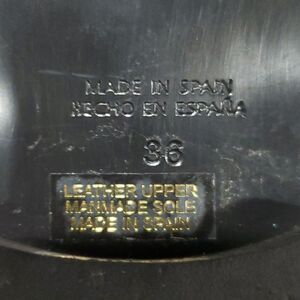 MADE IN SPAIN
HECHO EN ESPAÑA
36
LEATHER UPPER
MANMADE SOLE
MADE IN SPAIN